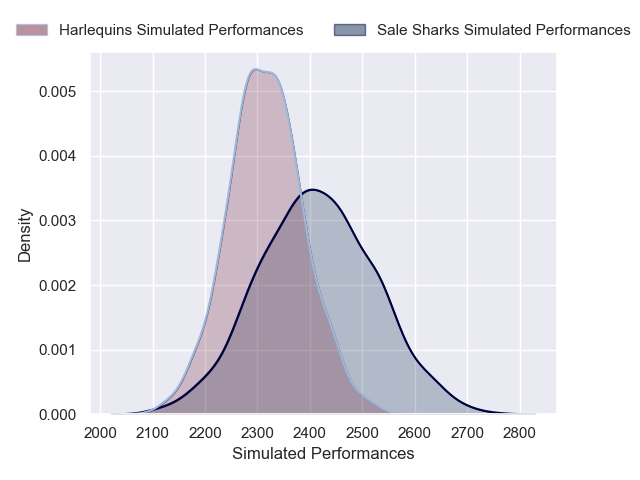 Harlequins Simulated Performances
Sale Sharks Simulated Performances
0.005
0.004
0.003
0.002
0.001
0.000
Density
2000 2100 2200 2300 2400 2500 2600 2700 2800
Simulated Performances